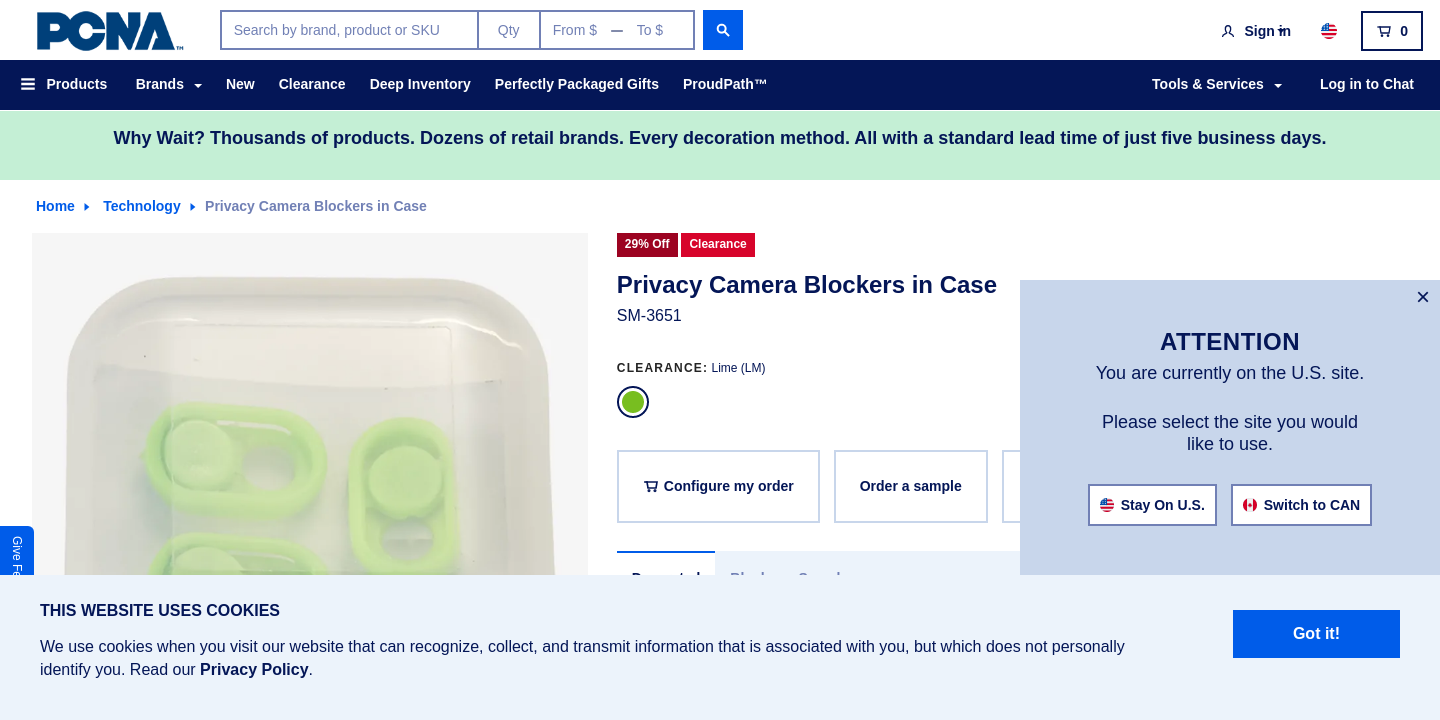 PCNA™
Search by brand, product or SKU
Qty
From $ — To $
Sign in
0
Products
Brands
New
Clearance
Deep Inventory
Perfectly Packaged Gifts
ProudPath™
Tools & Services
Log in to Chat
Why Wait? Thousands of products. Dozens of retail brands. Every decoration method. All with a standard lead time of just five business days.
Home
Technology
Privacy Camera Blockers in Case
29% Off
Clearance
Privacy Camera Blockers in Case
SM-3651
CLEARANCE: Lime (LM)
Configure my order
Order a sample
×
ATTENTION
You are currently on the U.S. site.
Please select the site you would
like to use.
Stay On U.S.
Switch to CAN
Give
THIS WEBSITE USES COOKIES
We use cookies when you visit our website that can recognize, collect, and transmit information that is associated with you, but which does not personally
identify you. Read our Privacy Policy.
Got it!